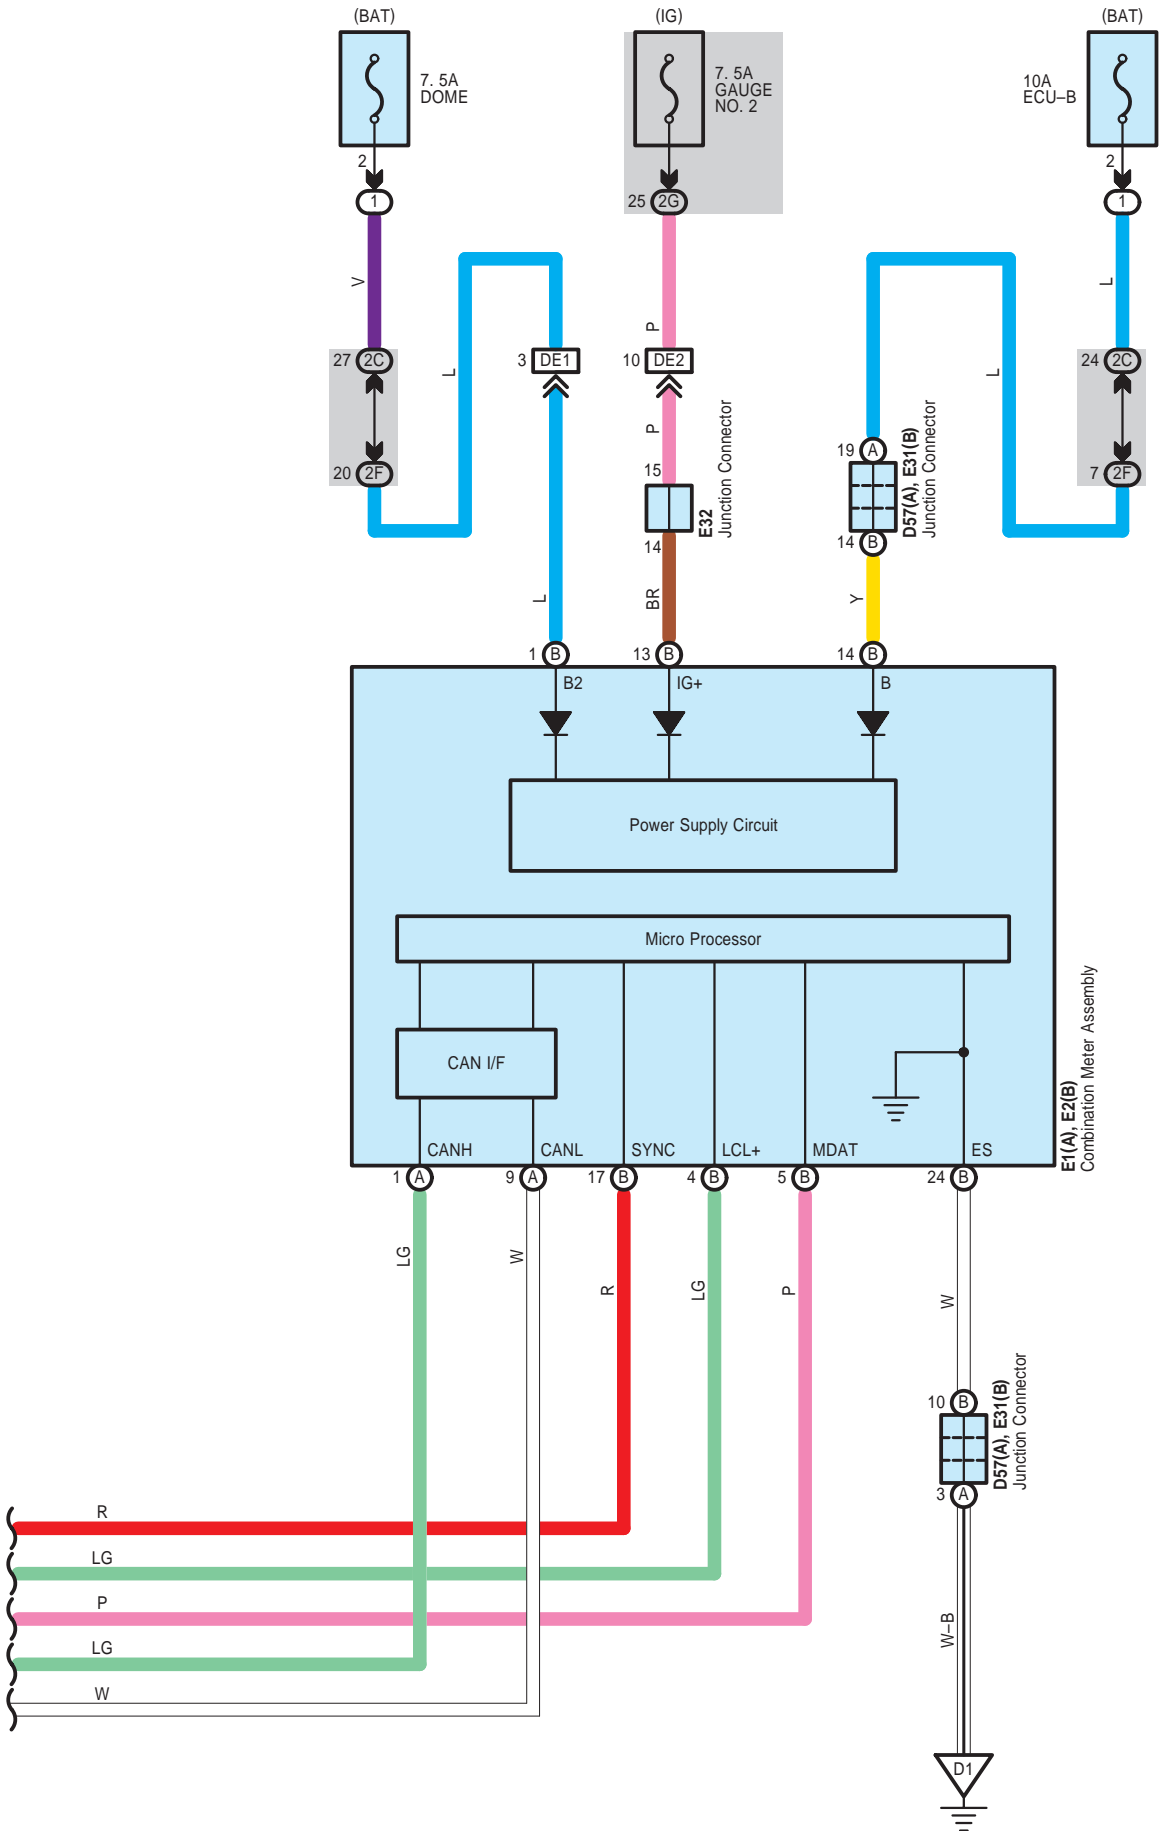 (BAT)
(IG)
(BAT)
7. 5A
DOME
7. 5A
GAUGE
NO. 2
10A
ECU–B
2
2
1
25 2G
1
V
P
L
27 2C
3 DE1
10 DE2
24 2C
L
L
P
Junction Connector
E32
D57(A), E31(B)
Junction Connector
19 A
20 2F
15
7 2F
14
14 B
L
BR
Y
1 B
13 B
14 B
B2
IG+
B
Power Supply Circuit
Micro Processor
CAN I/F
E1(A), E2(B)
Combination Meter Assembly
CANH
CANL
SYNC
LCL+
MDAT
ES
1 A
9 A
17 B
4 B
5 B
24 B
LG
W
R
LG
P
W
10 B
D57(A), E31(B)
Junction Connector
3 A
R
LG
P
LG
W
W–B
D1